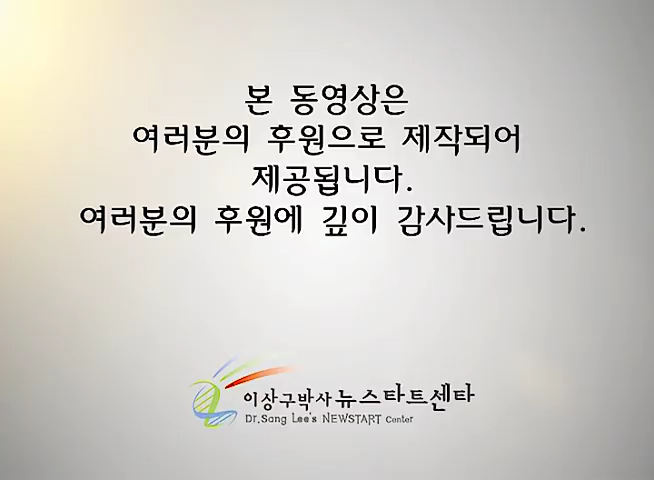 본 동영상은
여러분의 후원으로 제작되어
제공됩니다.
여러분의 후원에 깊이 감사드립니다.
이상구박사 뉴스타트센타
Dr.Sang Lee's NEWSTART Center